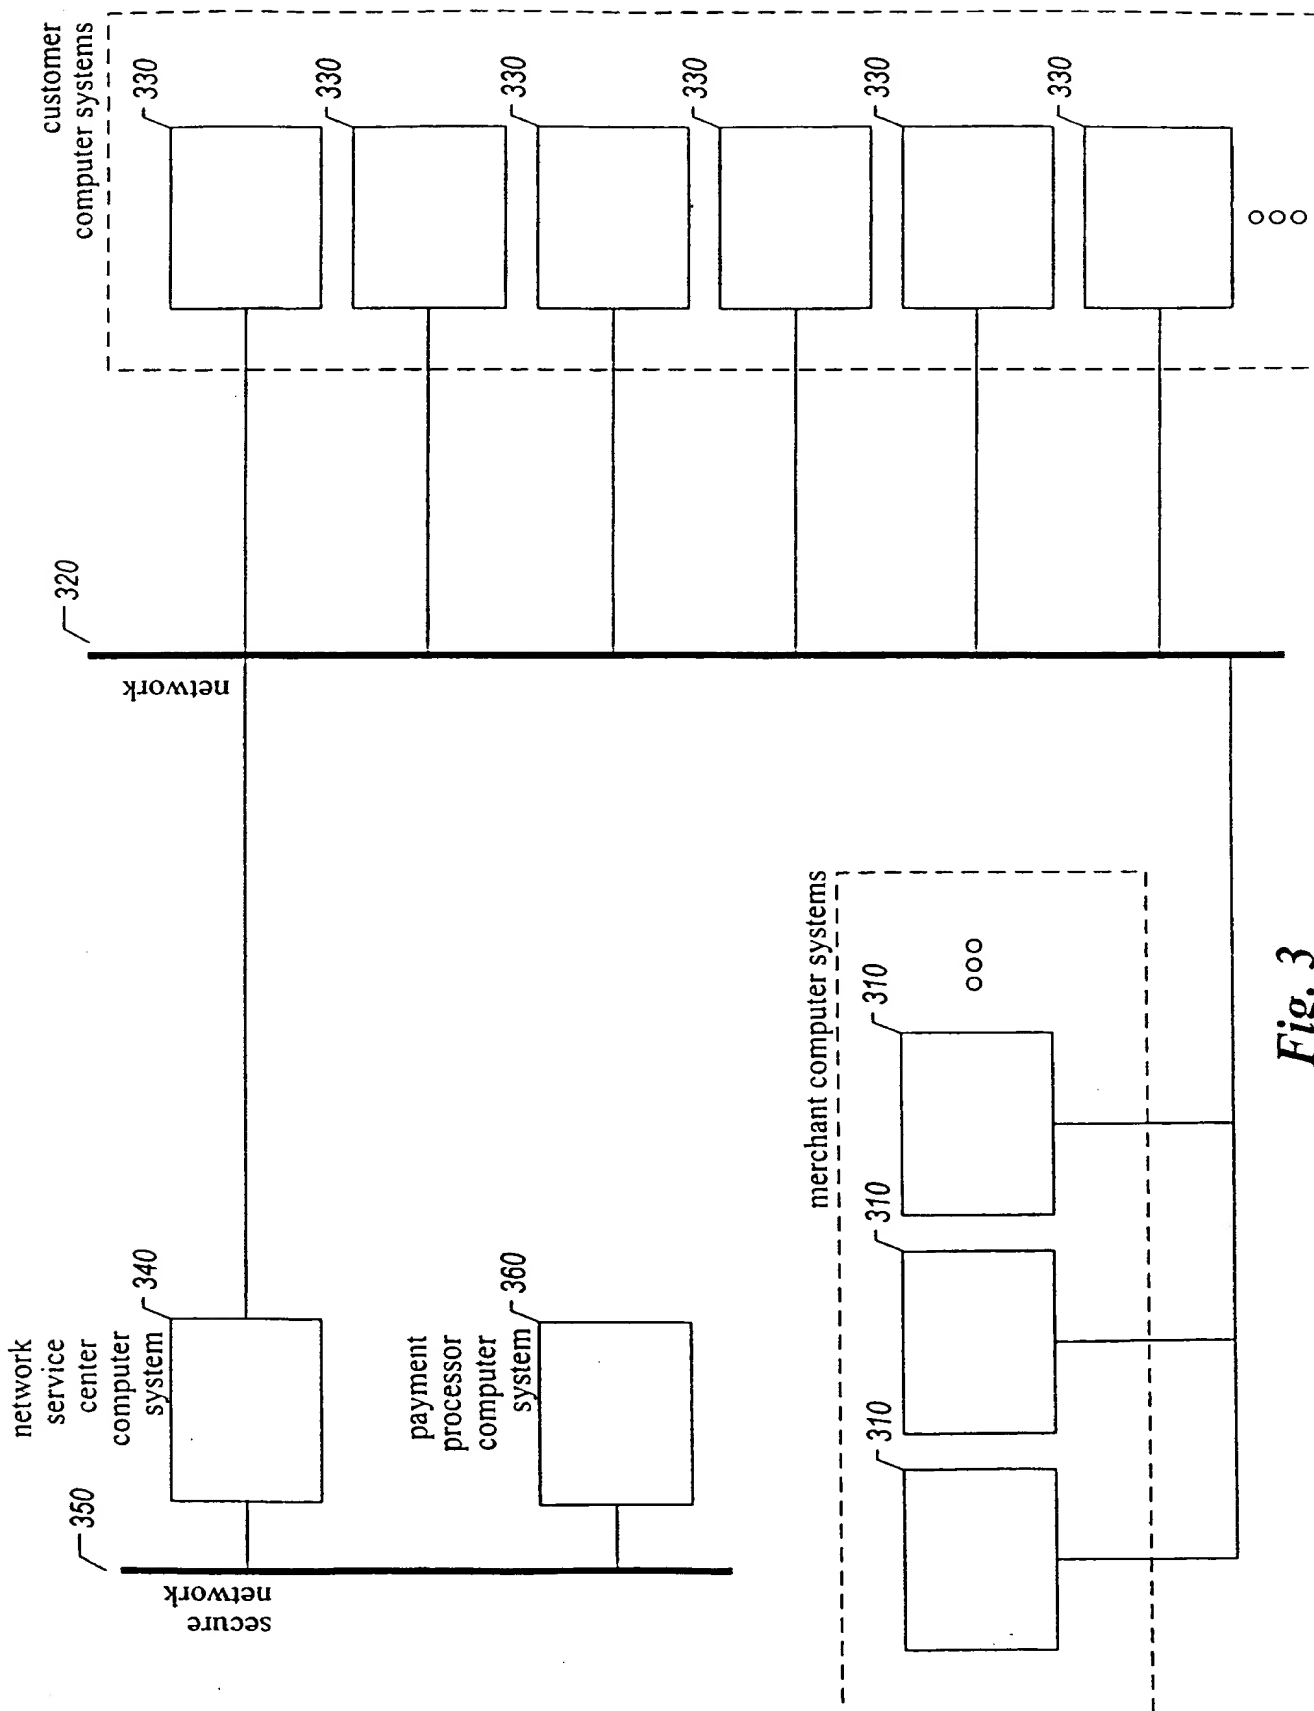 customer
computer systems
330
330
330
330
330
330
320
network
network
service
center
computer
system
340
350
secure
network
payment
processor
computer
system
360
merchant computer systems
310
310
310
Fig. 3